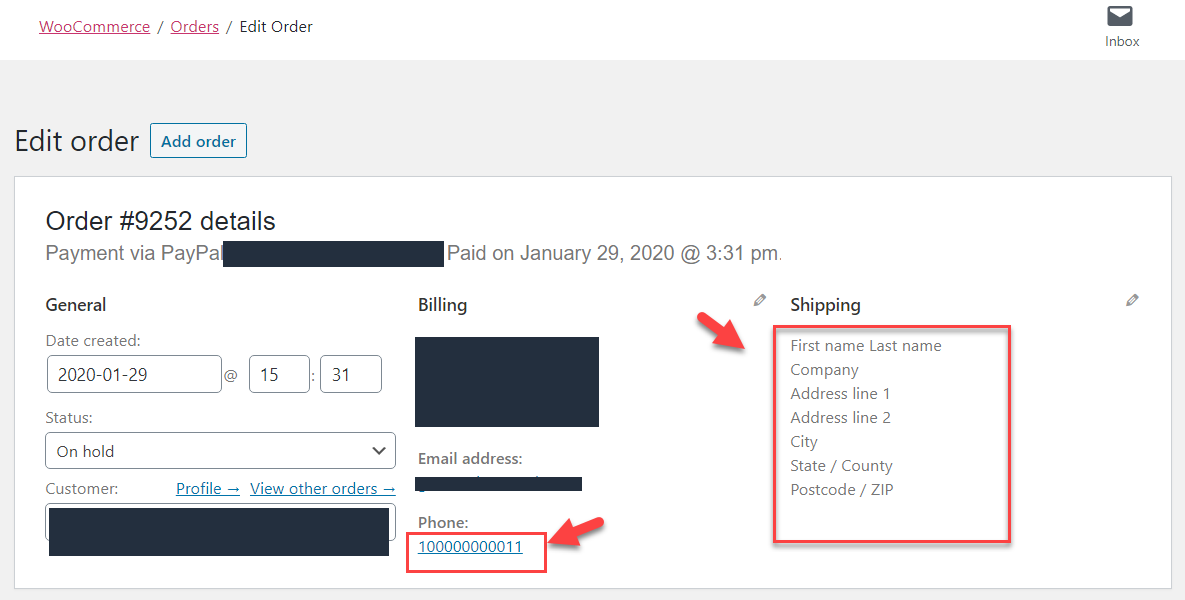 WooCommerce / Orders / Edit Order
Inbox
Edit order Add order
Order #9252 details
Payment via PayPal Paid on January 29, 2020 @ 3:31 pm.
General
Date created:
2020-01-29 @ 15 : 31
Status:
On hold
Customer: Profile → View other orders →
Billing
Email address:
Phone:
100000000011
Shipping
First name Last name
Company
Address line 1
Address line 2
City
State / County
Postcode / ZIP